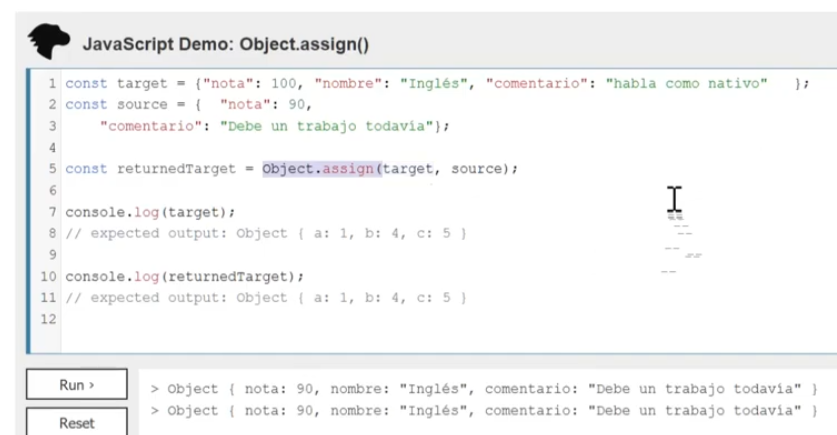 JavaScript Demo: Object.assign()
1 const target = {"nota": 100, "nombre": "Inglés", "comentario": "habla como nativo"   };
2 const source = {  "nota": 90,
3     "comentario": "Debe un trabajo todavía"};
4
5 const returnedTarget = Object.assign(target, source);
6
7 console.log(target);
8 // expected output: Object { a: 1, b: 4, c: 5 }
9
10 console.log(returnedTarget);
11 // expected output: Object { a: 1, b: 4, c: 5 }
12
Run ›
> Object { nota: 90, nombre: "Inglés", comentario: "Debe un trabajo todavía" }
> Object { nota: 90, nombre: "Inglés", comentario: "Debe un trabajo todavía" }
Reset